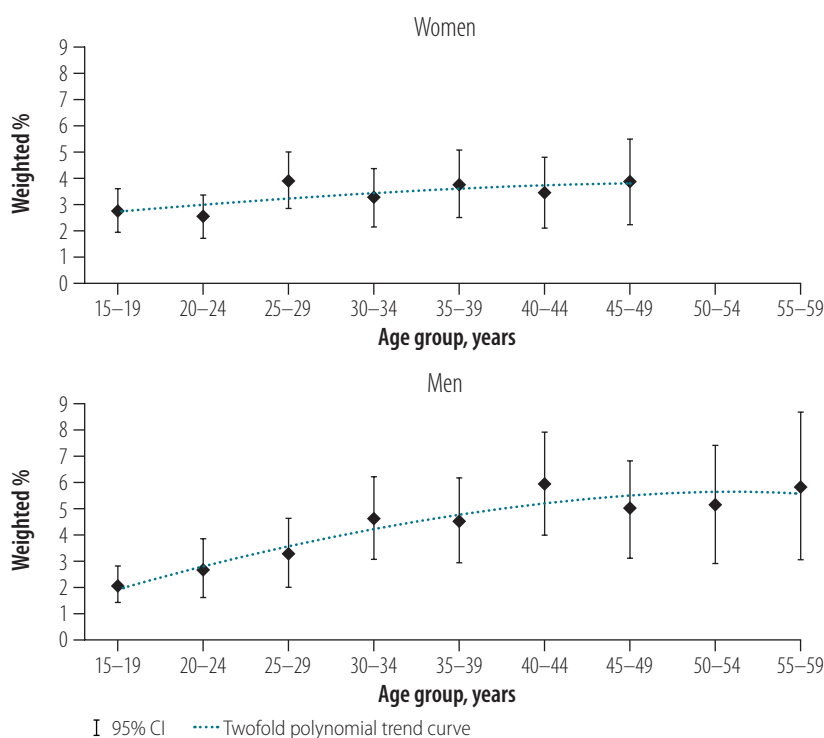 Women
Weighted %
9
8
7
6
5
4
3
2
1
0
15–19 20–24 25–29 30–34 35–39 40–44 45–49 50–54 55–59
Age group, years
Men
Weighted %
9
8
7
6
5
4
3
2
1
0
15–19 20–24 25–29 30–34 35–39 40–44 45–49 50–54 55–59
Age group, years
95% CI Twofold polynomial trend curve